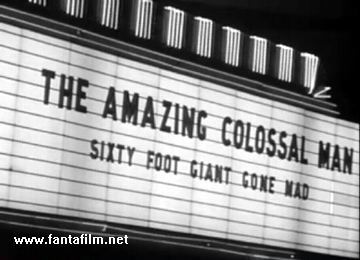 THE AMAZING COLOSSAL MAN
SIXTY FOOT GIANT GONE MAD
www.fantafilm.net